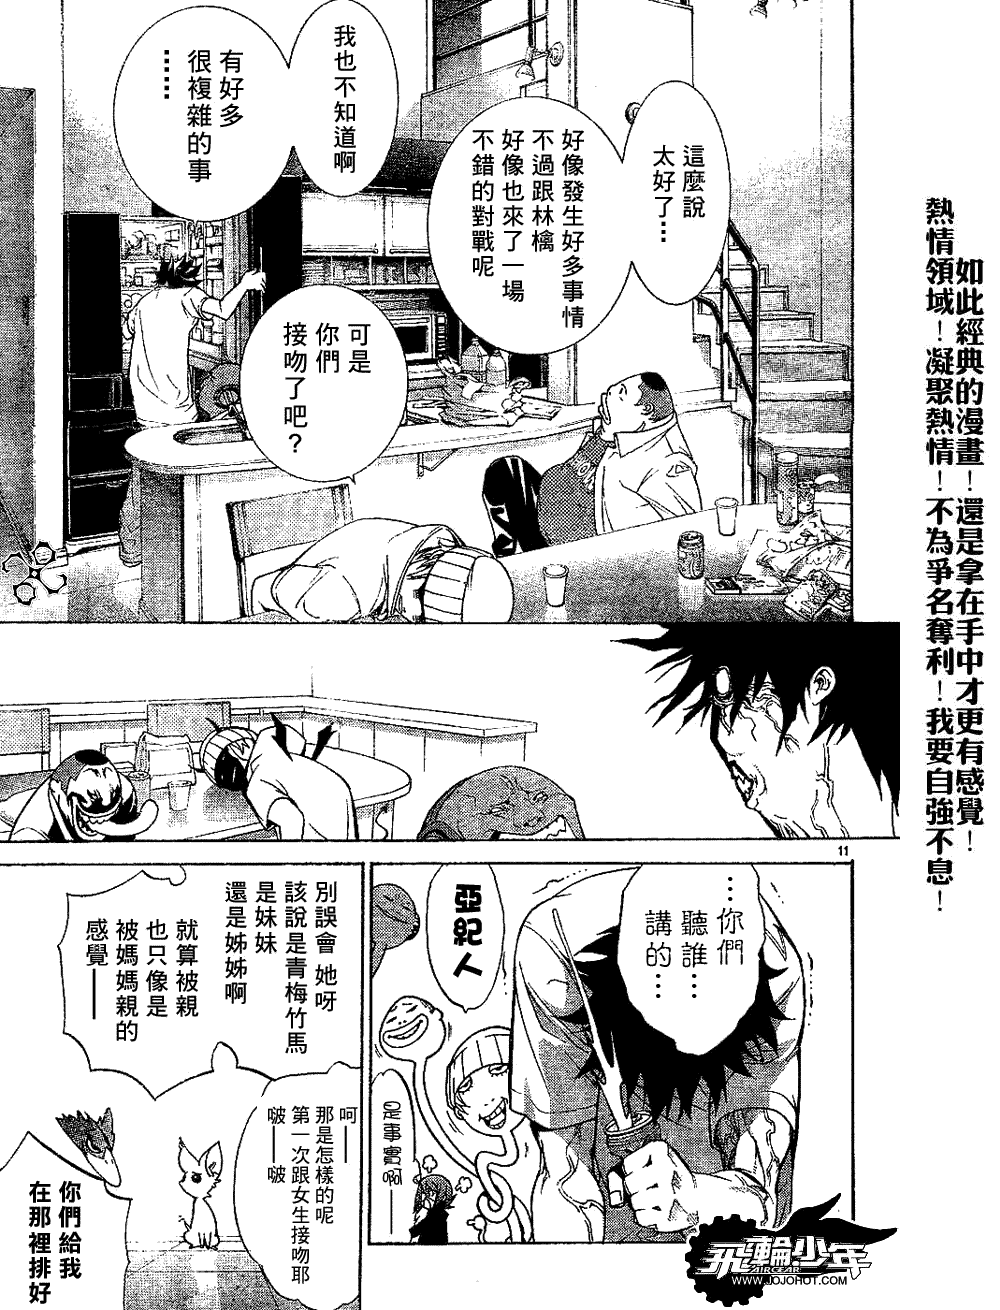 這麼說
太好了…
好像發生好多事情
不過跟林檎
好像也來了一場
不錯的對戰呢
我也不知道啊
有好多
很複雜的事
……
可是
你們
接吻了吧？
11
…你們
聽誰…
講的…
亞紀人
是事實啊——
別誤會 她呀
該說是青梅竹馬
是妹妹
還是姊姊啊
就算被親
也只像是
被媽媽親的
感覺——
呵——
那是怎樣的呢
第一次跟女生接吻耶
啵——啵
你們給我
在那裡排好
如此經典的漫畫！還是拿在手中才更有感覺！
熱情領域！凝聚熱情！不為爭名奪利！我要自強不息！
飛輪少年
AIRGEAR
WWW.JOJOHOT.COM